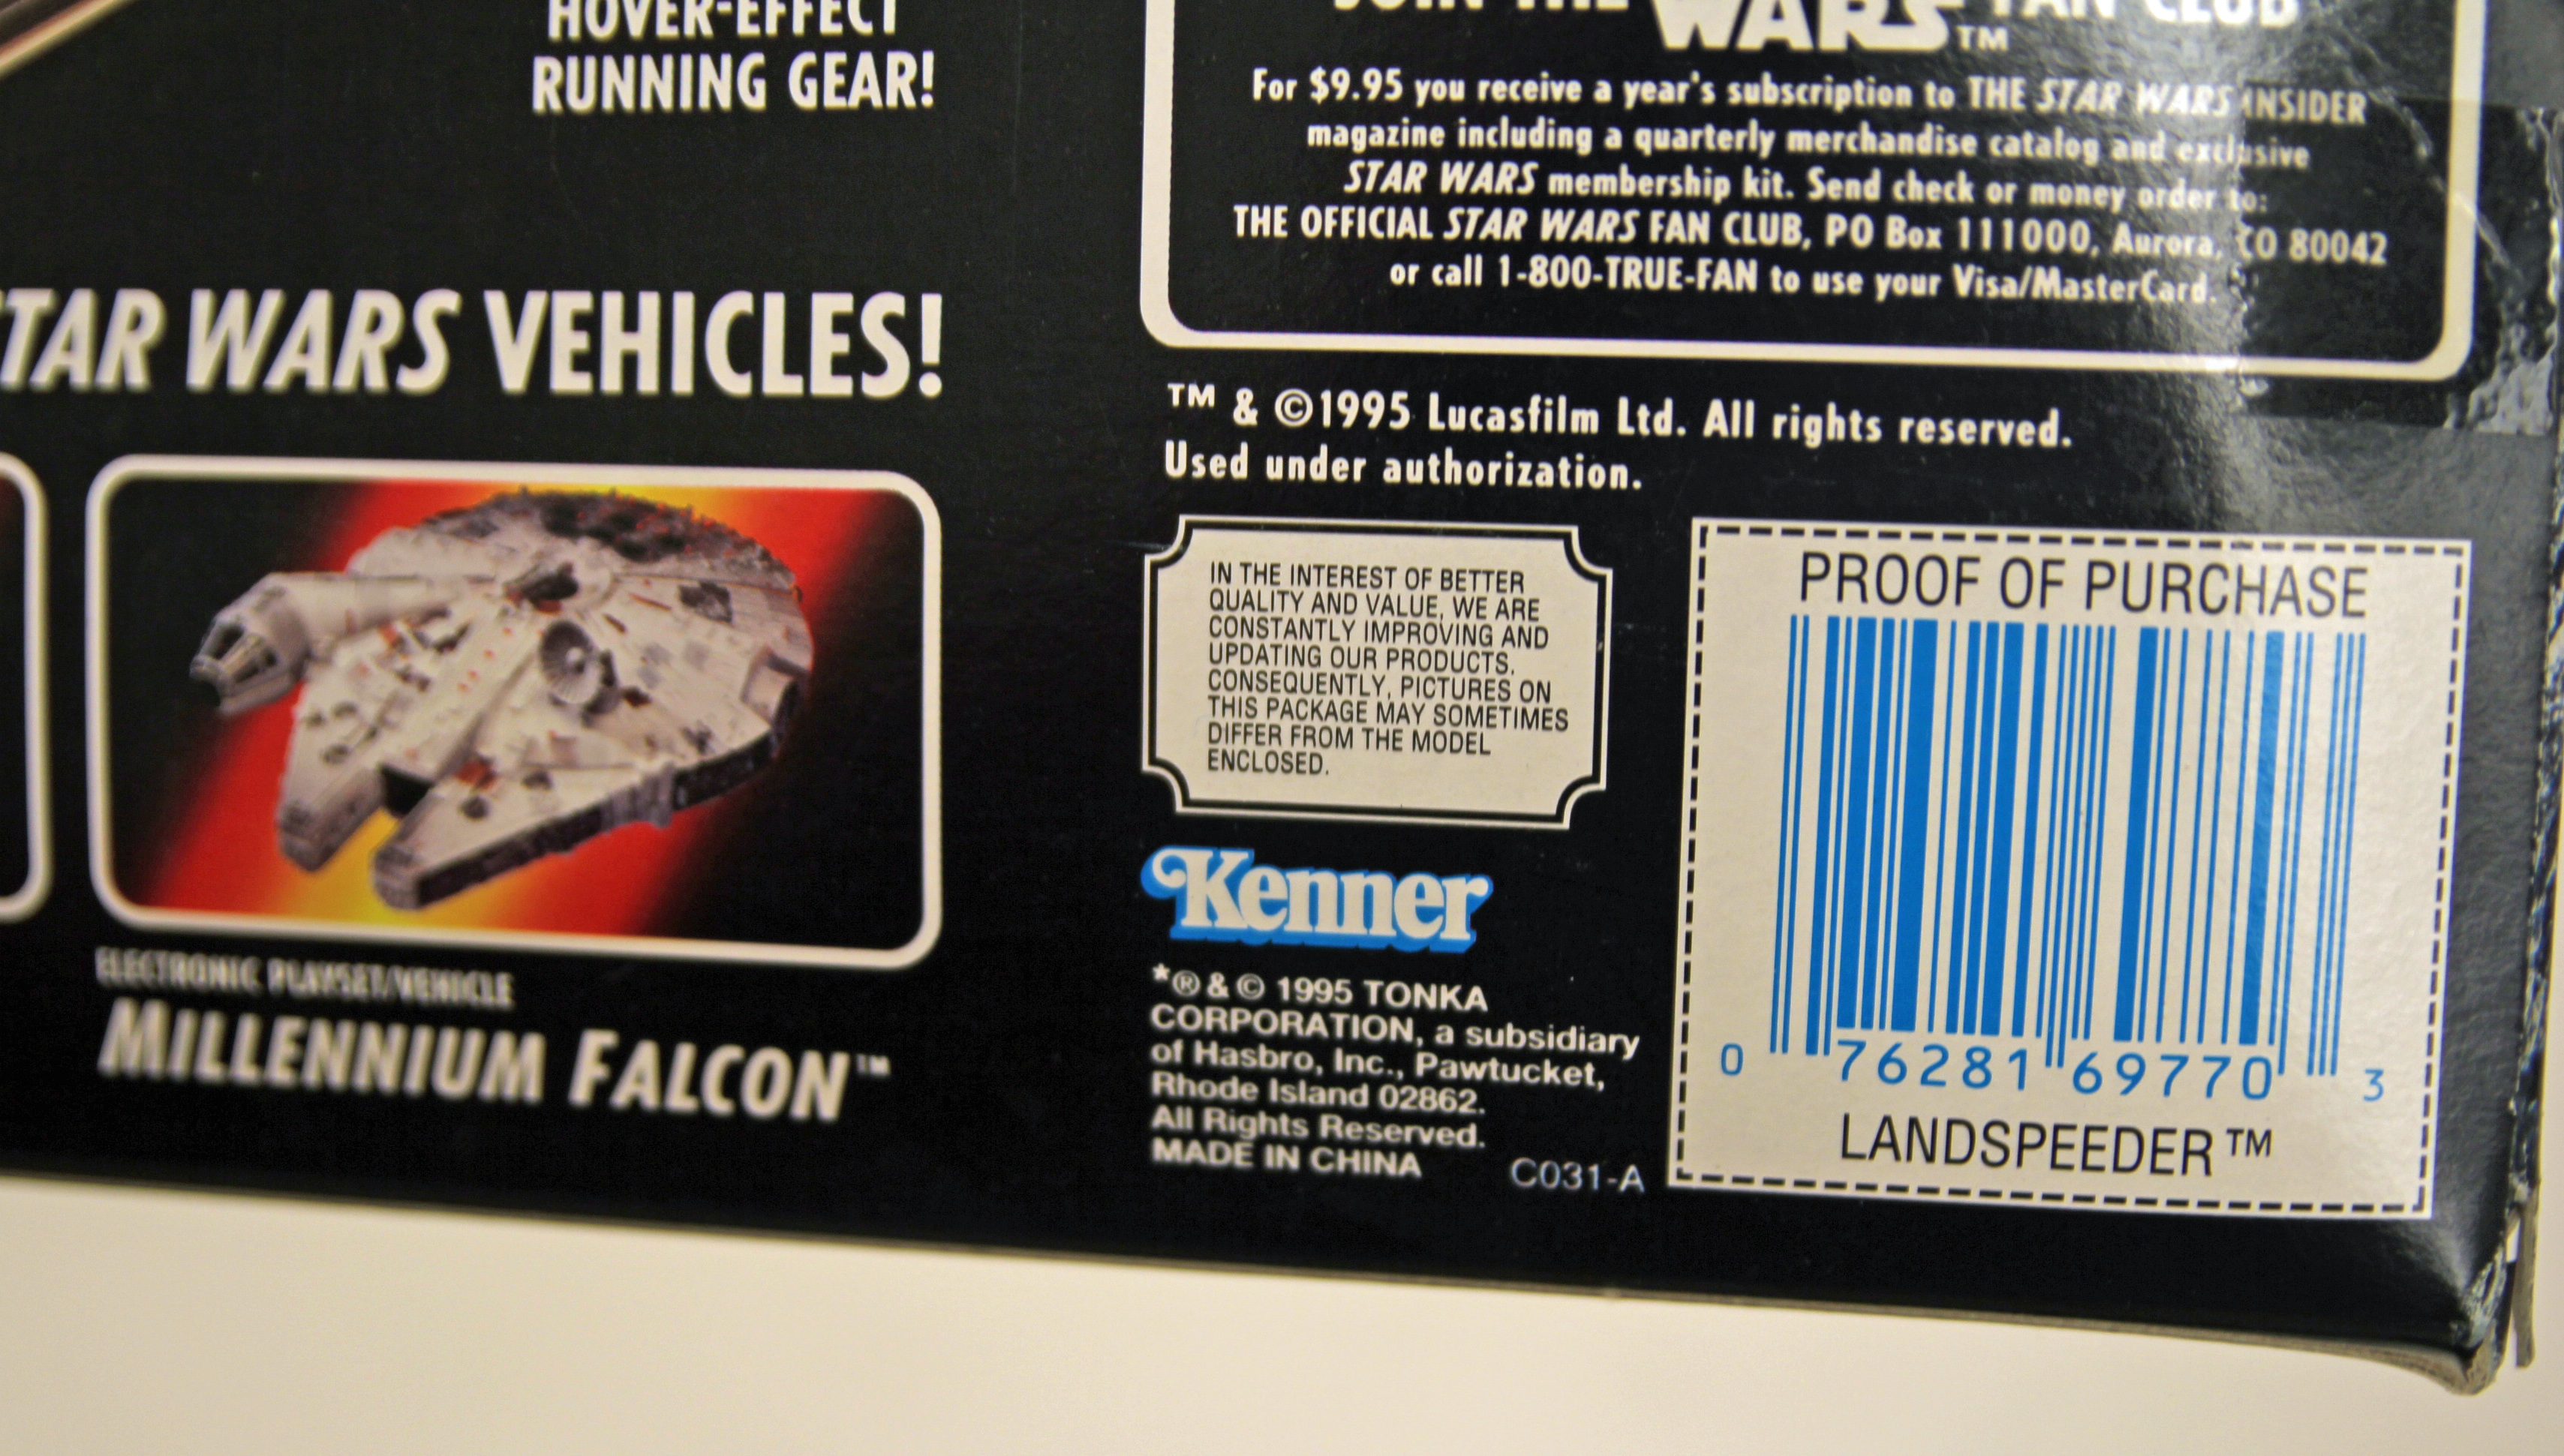 HOVER-EFFECT
RUNNING GEAR!
STAR WARS VEHICLES!
ELECTRONIC PLAYSET/VEHICLE
MILLENNIUM FALCON™
JOIN THE WARS™ FAN CLUB
For $9.95 you receive a year's subscription to THE STAR WARS INSIDER
magazine including a quarterly merchandise catalog and exclusive
STAR WARS membership kit. Send check or money order to:
THE OFFICIAL STAR WARS FAN CLUB, PO Box 111000, Aurora, CO 80042
or call 1-800-TRUE-FAN to use your Visa/MasterCard.
™ & ©1995 Lucasfilm Ltd. All rights reserved.
Used under authorization.
IN THE INTEREST OF BETTER
QUALITY AND VALUE, WE ARE
CONSTANTLY IMPROVING AND
UPDATING OUR PRODUCTS.
CONSEQUENTLY, PICTURES ON
THIS PACKAGE MAY SOMETIMES
DIFFER FROM THE MODEL
ENCLOSED.
Kenner
*® & © 1995 TONKA
CORPORATION, a subsidiary
of Hasbro, Inc., Pawtucket,
Rhode Island 02862.
All Rights Reserved.
MADE IN CHINA
C031-A
PROOF OF PURCHASE
0 76281 69770 3
LANDSPEEDER™